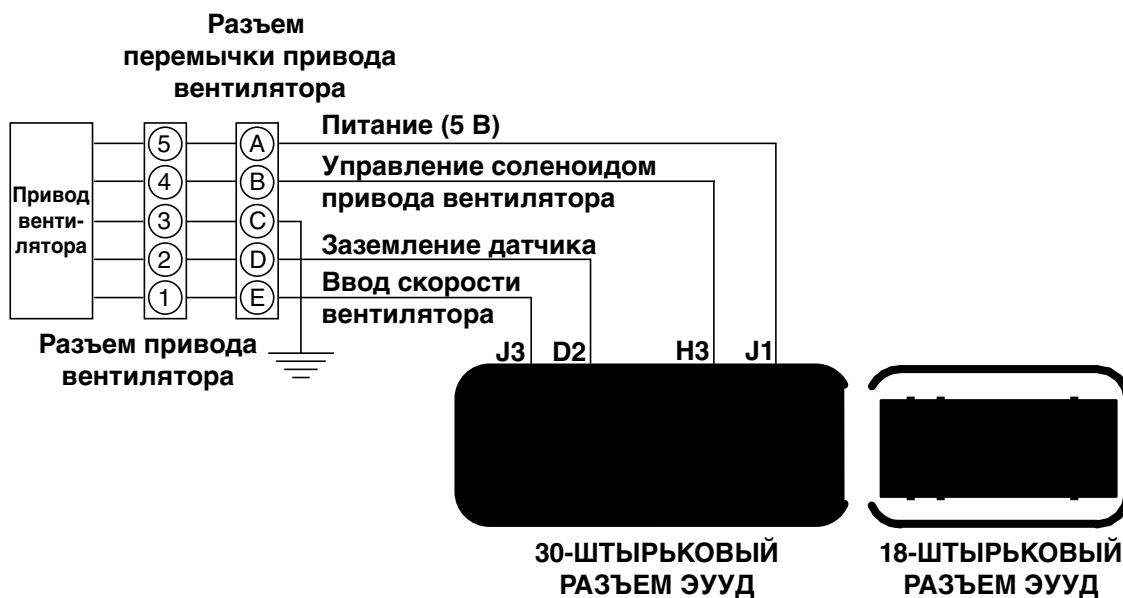 Разъем
перемычки привода
вентилятора
Питание (5 В)
Управление соленоидом
привода вентилятора
Заземление датчика
Ввод скорости
вентилятора
Привод
венти-
лятора
5
4
3
2
1
A
B
C
D
E
Разъем привода
вентилятора
J3 D2 H3 J1
30-ШТЫРЬКОВЫЙ
РАЗЪЕМ ЭУУД
18-ШТЫРЬКОВЫЙ
РАЗЪЕМ ЭУУД